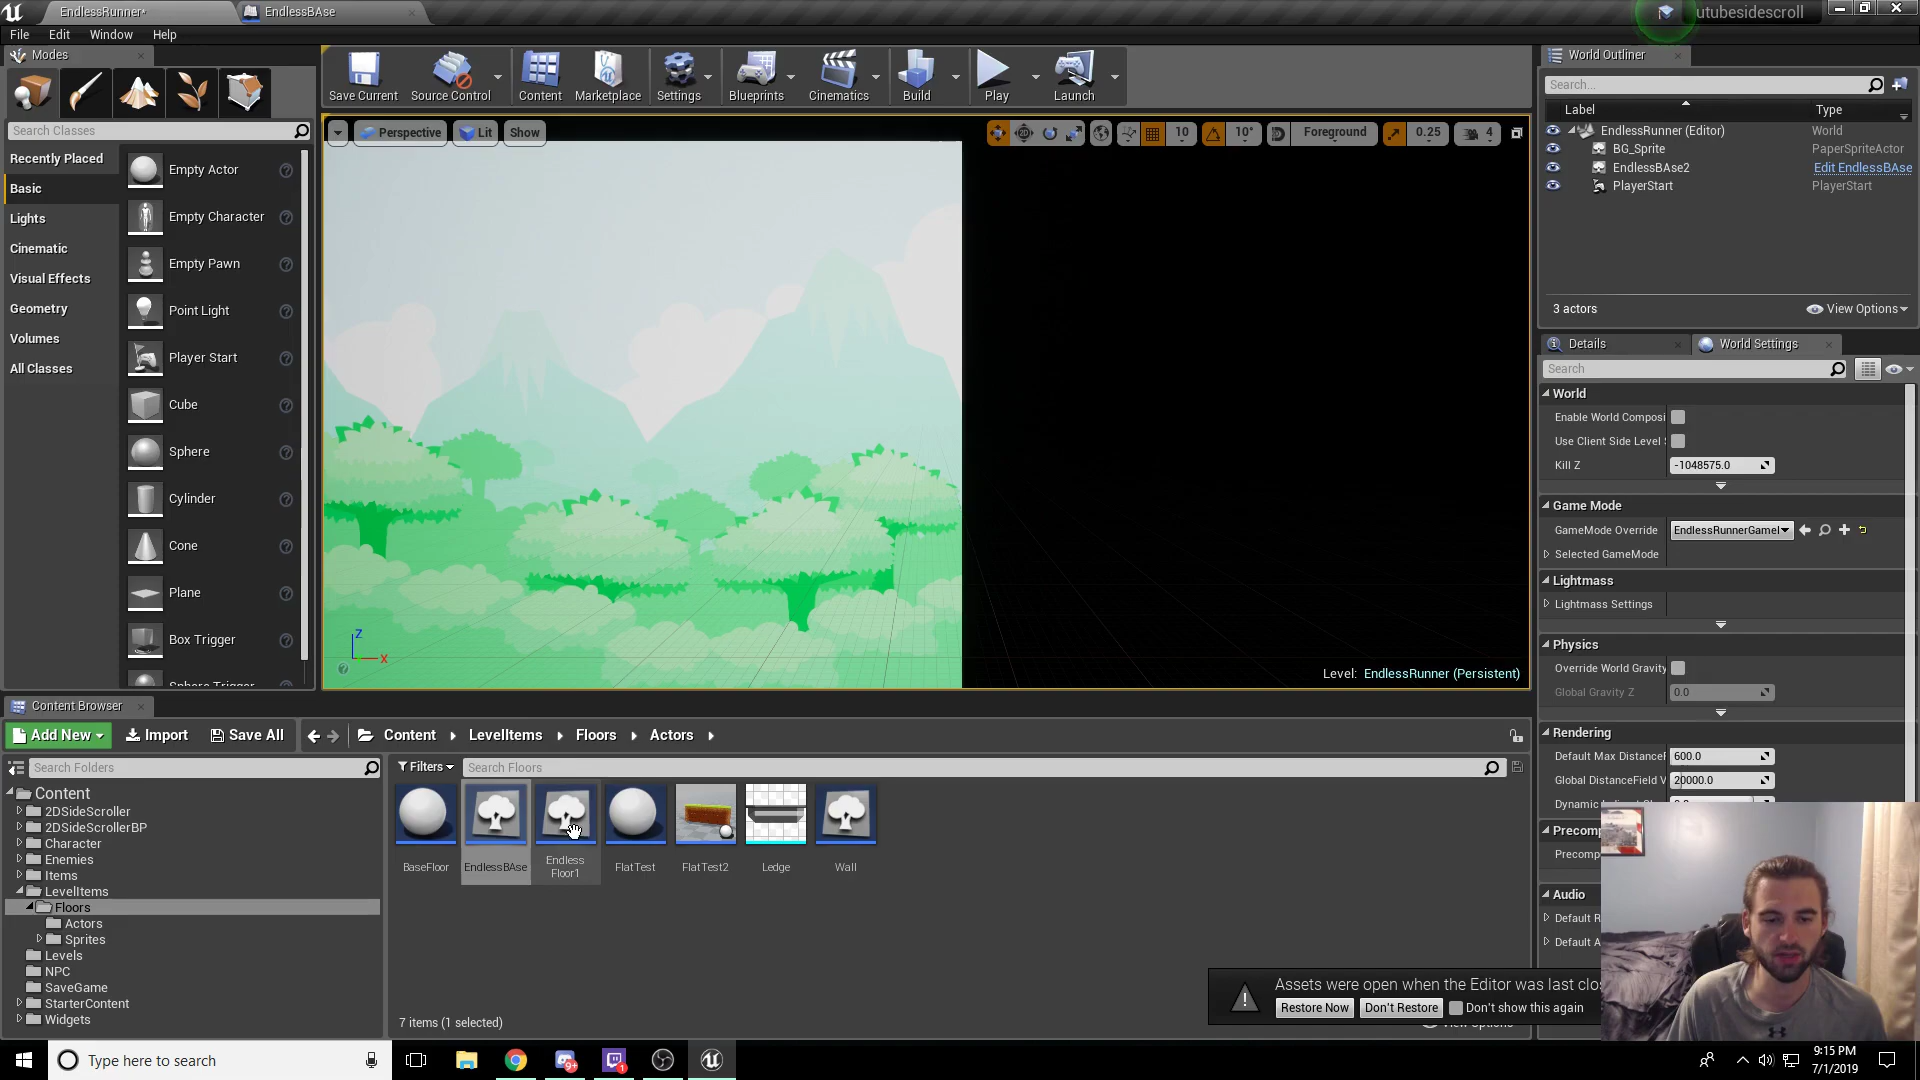 EndlessRunner*
EndlessBAse
utubesidescroll
File Edit Window Help
Modes
Search Classes
Recently Placed
Basic
Lights
Cinematic
Visual Effects
Geometry
Volumes
All Classes
Empty Actor
Empty Character
Empty Pawn
Point Light
Player Start
Cube
Sphere
Cylinder
Cone
Plane
Box Trigger
Sphere Trigger
Save Current
Source Control
Content
Marketplace
Settings
Blueprints
Cinematics
Build
Play
Launch
Perspective
Lit
Show
10
10°
Foreground
0.25
4
Z
X
Level: EndlessRunner (Persistent)
World Outliner
Search...
Label Type
EndlessRunner (Editor) World
BG_Sprite PaperSpriteActor
EndlessBAse2 Edit EndlessBAse
PlayerStart PlayerStart
3 actors
View Options
Details
World Settings
Search
World
Enable World Composi
Use Client Side Level
Kill Z -1048575.0
Game Mode
GameMode Override EndlessRunnerGameI
Selected GameMode
Lightmass
Lightmass Settings
Physics
Override World Gravity
Global Gravity Z 0.0
Rendering
Default Max DistanceF 600.0
Global DistanceField V 20000.0
Precomp
Precomp
Audio
Default R
Default A
Content Browser
Add New
Import
Save All
Content
LevelItems
Floors
Actors
Search Folders
Filters
Search Floors
Content
2DSideScroller
2DSideScrollerBP
Character
Enemies
Items
LevelItems
Floors
Actors
Sprites
Levels
NPC
SaveGame
StarterContent
Widgets
BaseFloor
EndlessBAse
Endless
Floor1
FlatTest
FlatTest2
Ledge
Wall
7 items (1 selected)
Assets were open when the Editor was last clos
Restore Now
Don't Restore
Don't show this again
Type here to search
9:15 PM
7/1/2019